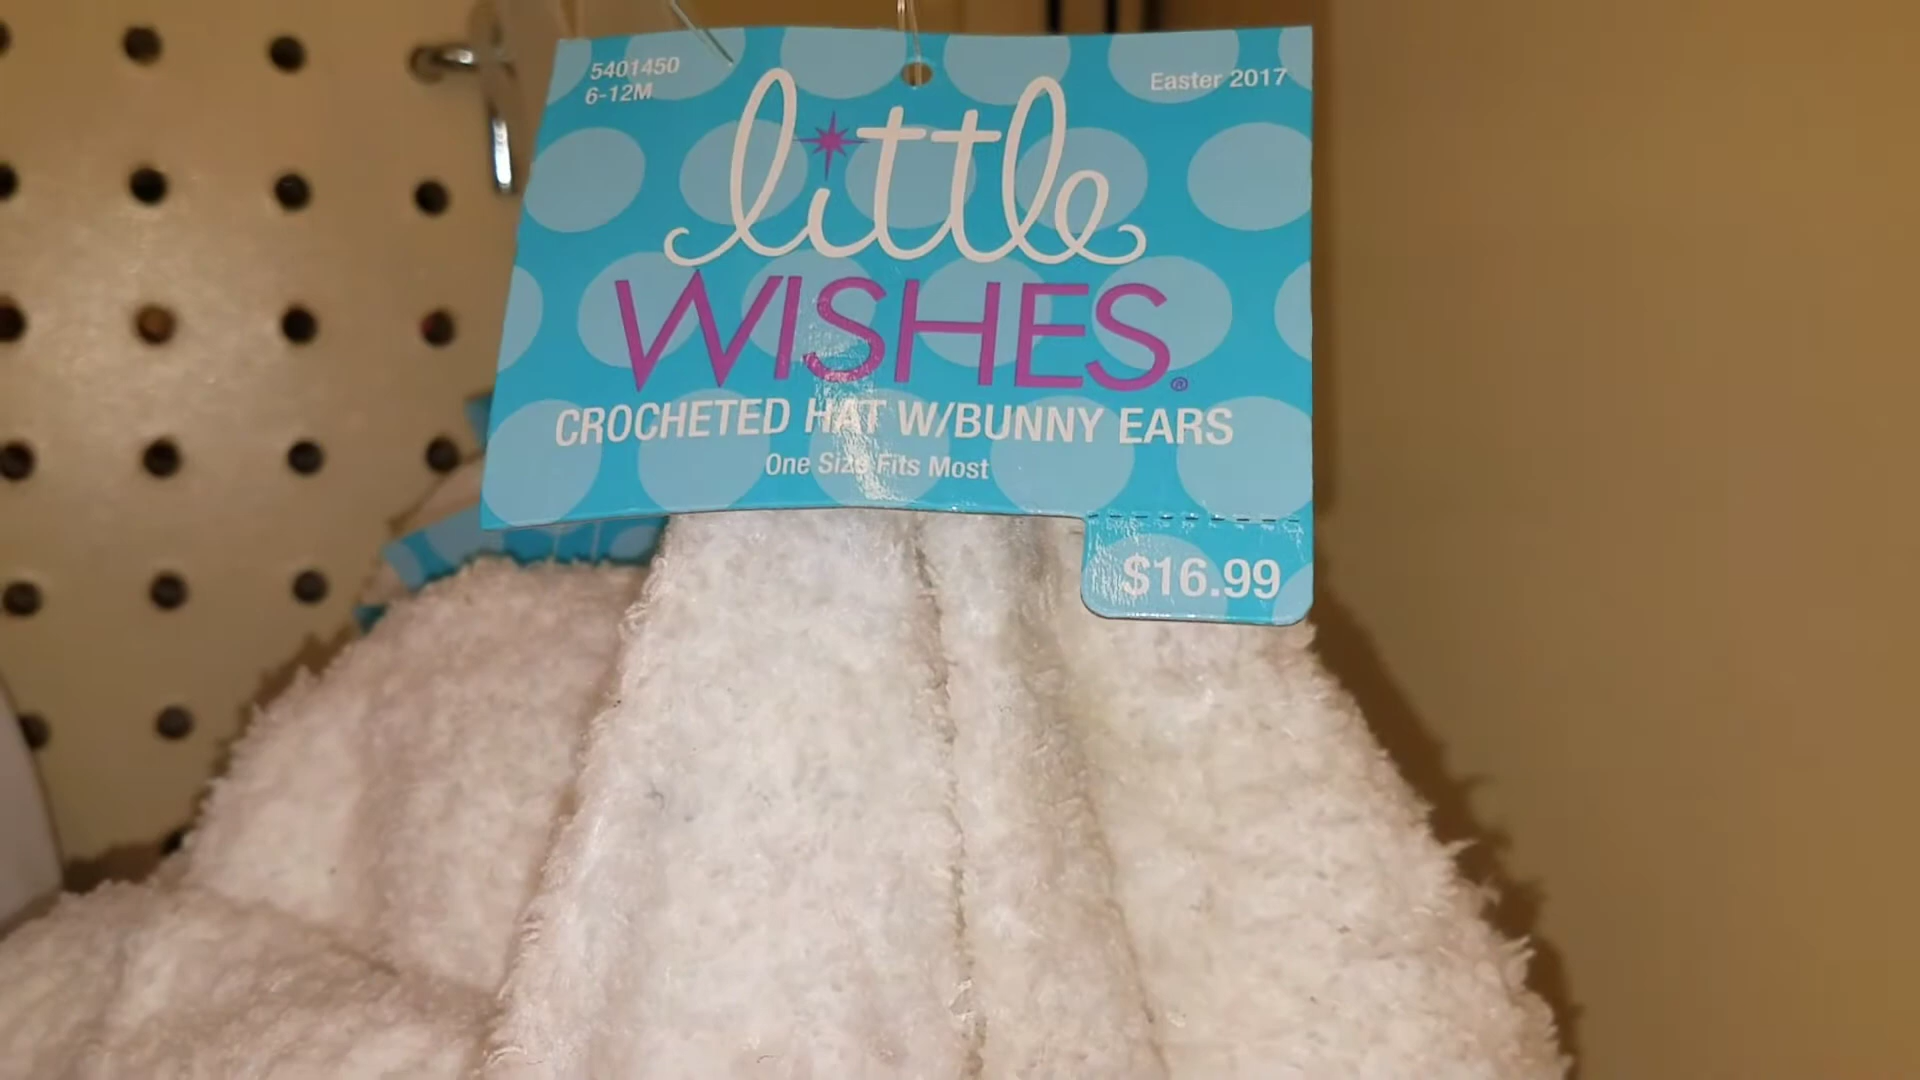 5401450
6-12M
Easter 2017
little
WISHES®
CROCHETED HAT W/BUNNY EARS
One Size Fits Most
$16.99